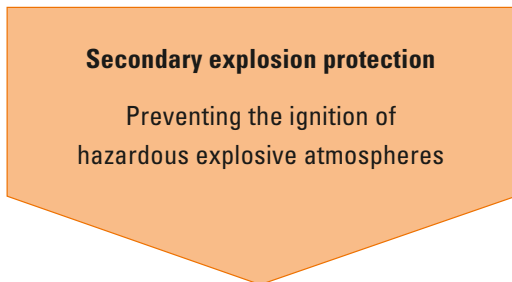 Secondary explosion protection
Preventing the ignition of
hazardous explosive atmospheres